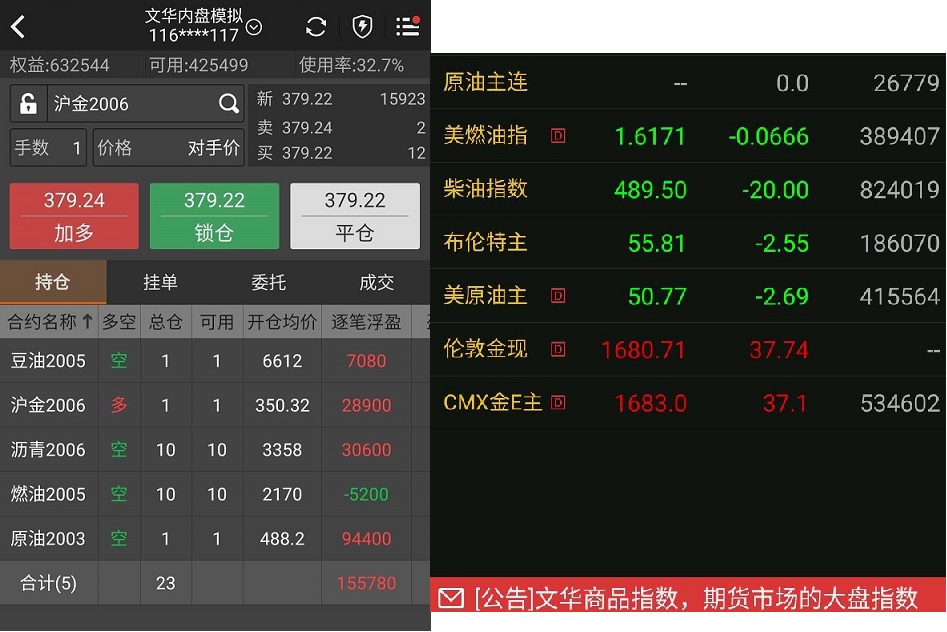 文华内盘模拟
116****117
权益:632544 可用:425499 使用率:32.7%
沪金2006
新 379.22 15923
卖 379.24 2
买 379.22 12
手数 1 价格 对手价
379.24 379.22 379.22
加多 锁仓 平仓
持仓 挂单 委托 成交
合约名称↑ 多空 总仓 可用 开仓均价 逐笔浮盈
豆油2005 空 1 1 6612 7080
沪金2006 多 1 1 350.32 28900
沥青2006 空 10 10 3358 30600
燃油2005 空 10 10 2170 -5200
原油2003 空 1 1 488.2 94400
合计(5) 23 155780
原油主连 -- 0.0 26779
美燃油指 D 1.6171 -0.0666 389407
柴油指数 489.50 -20.00 824019
布伦特主 55.81 -2.55 186070
美原油主 D 50.77 -2.69 415564
伦敦金现 D 1680.71 37.74 --
CMX金E主 D 1683.0 37.1 534602
[公告]文华商品指数，期货市场的大盘指数